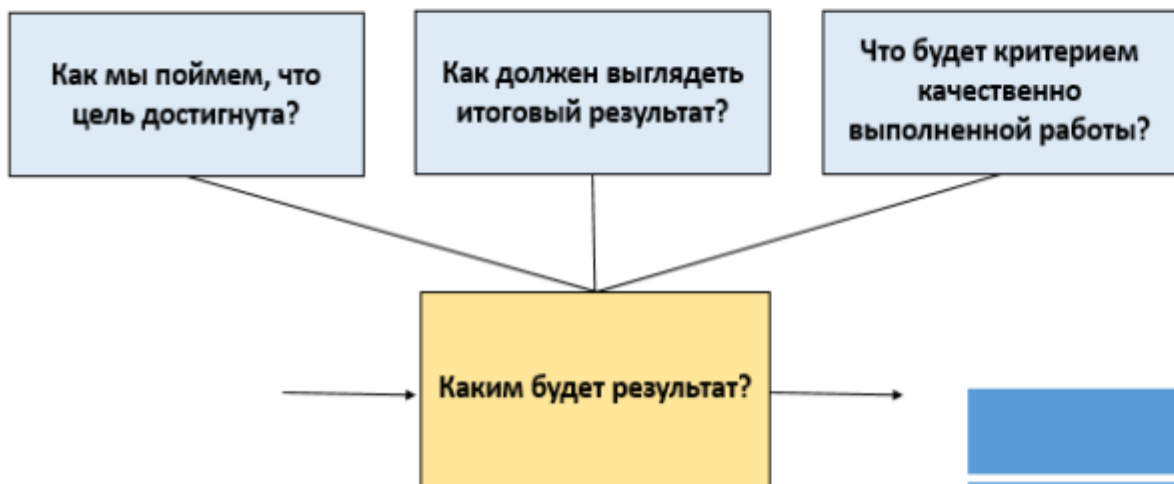 Как мы поймем, что
цель достигнута?
Как должен выглядеть
итоговый результат?
Что будет критерием
качественно
выполненной работы?
Каким будет результат?